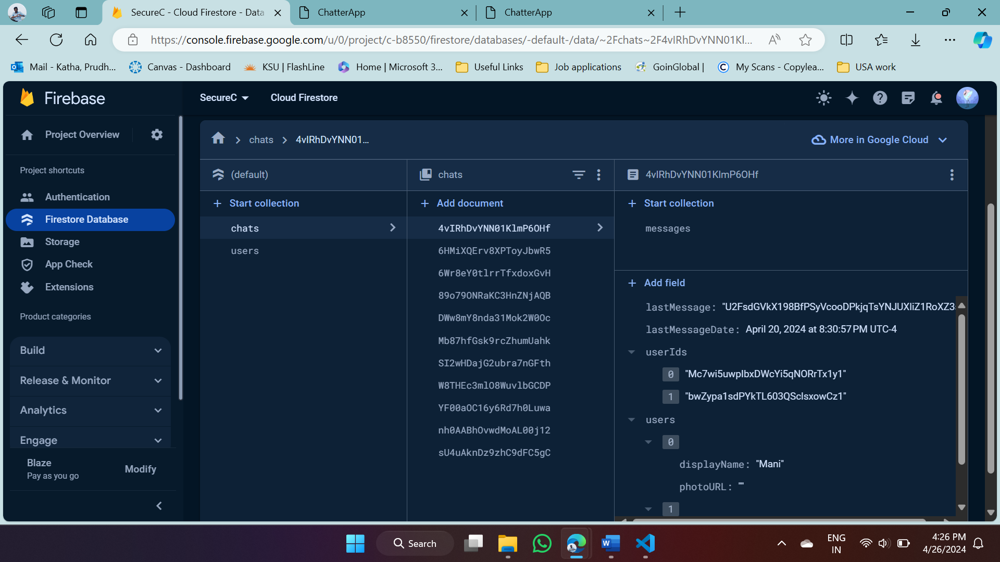 SecureC - Cloud Firestore - Data
ChatterApp
ChatterApp
https://console.firebase.google.com/u/0/project/c-b8550/firestore/databases/-default-/data/~2Fchats~2F4vIRhDvYNN01Kl...
Mail - Katha, Prudh...
Canvas - Dashboard
KSU | FlashLine
Home | Microsoft 3...
Useful Links
Job applications
GoinGlobal |
My Scans - Copylea...
USA work
Firebase
SecureC
Cloud Firestore
Project Overview
Project shortcuts
Authentication
Firestore Database
Storage
App Check
Extensions
Product categories
Build
Release & Monitor
Analytics
Engage
Blaze
Pay as you go
Modify
chats
4vIRhDvYNN01...
More in Google Cloud
(default)
Start collection
chats
users
chats
Add document
4vIRhDvYNN01KlmP6OHf
6HMiXQErv8XPToyJbwR5
6Wr8eY0tlrrTfxdoxGvH
89o79ONRaKC3HnZNjAQB
DWw8mY8nda31Mok2W0Oc
Mb87hfGsk9rcZhumUahk
SI2wHDajG2ubra7nGFth
W8THEc3mlO8WuvlbGCDP
YF00aOC16y6Rd7h0Luwa
nh0AABhOvwdMoAL00j12
sU4uAknDz9zhC9dFC5gC
4vIRhDvYNN01KlmP6OHf
Start collection
messages
Add field
lastMessage: "U2FsdGVkX198BfPSyVcooDPkjqTsYNJUXIiZ1RoXZ3
lastMessageDate: April 20, 2024 at 8:30:57 PM UTC-4
userIds
0 "Mc7wi5uwpIbxDWcYi5qNORrTx1y1"
1 "bwZypa1sdPYkTL603QSclsxowCz1"
users
0
displayName: "Mani"
photoURL: ""
1
Search
ENG
IN
4:26 PM
4/26/2024